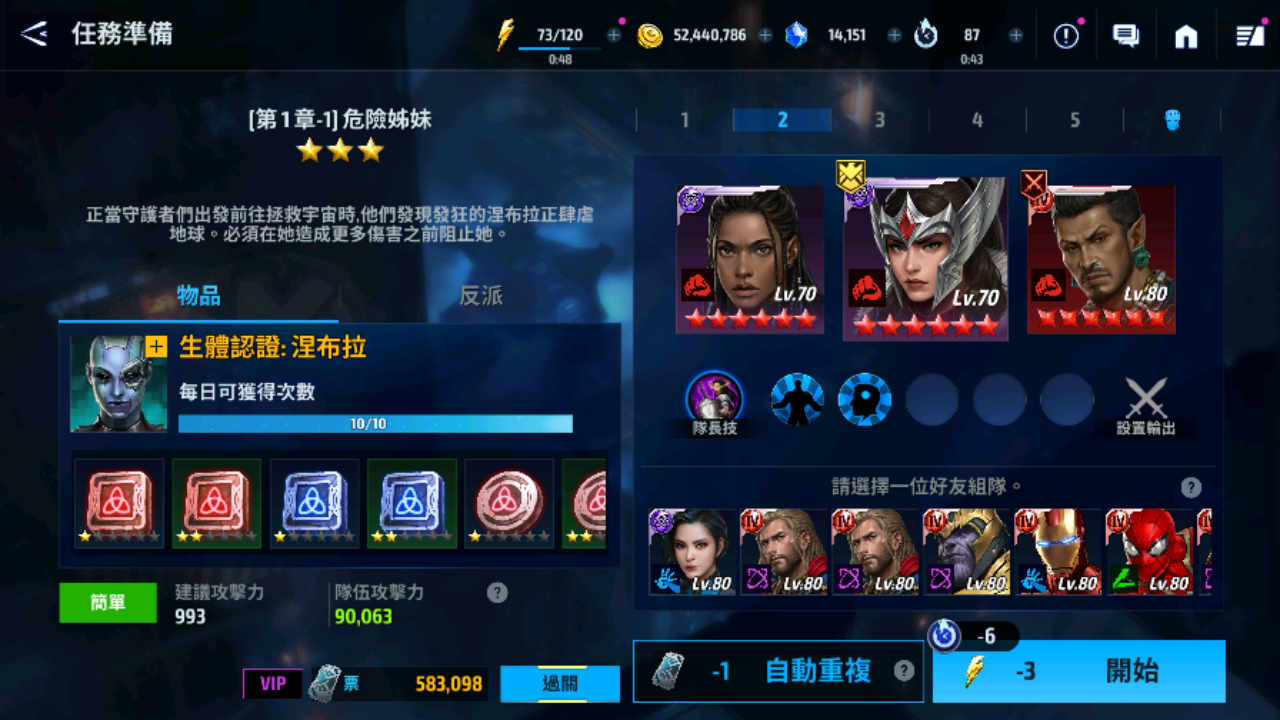 任務準備
73/120
0:48
52,440,786
14,151
87
0:43
[第1章-1] 危險姊妹
正當守護者們出發前往拯救宇宙時,他們發現發狂的涅布拉正肆虐
地球。必須在她造成更多傷害之前阻止她。
物品
反派
生體認證: 涅布拉
每日可獲得次數
10/10
簡單
建議攻擊力
993
隊伍攻擊力
90,063
?
VIP
票
583,098
過關
1
2
3
4
5
Lv.70
Lv.70
IV
Lv.80
隊長技
設置輸出
請選擇一位好友組隊。
?
Lv.80
IV
Lv.80
IV
Lv.80
IV
Lv.80
IV
Lv.80
IV
Lv.80
-1
自動重複
?
-6
-3
開始